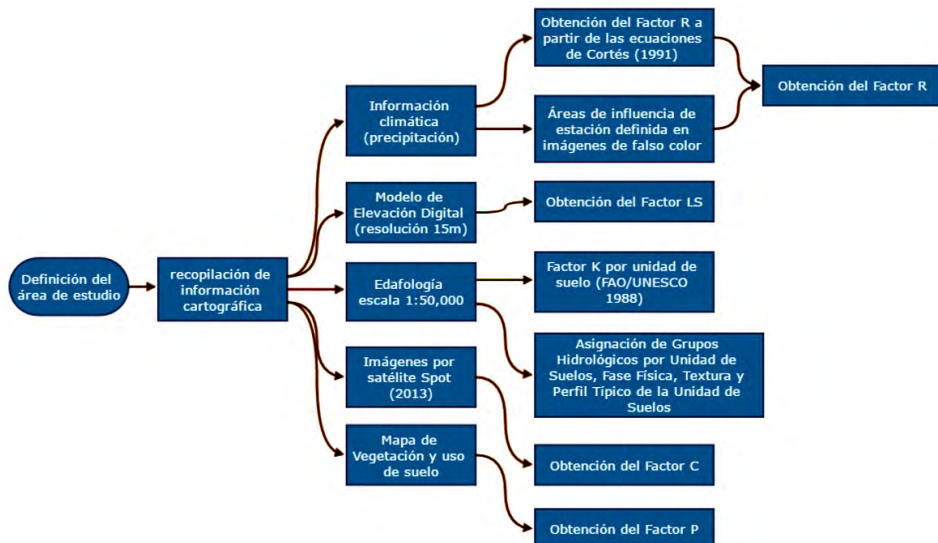 Definición del
área de estudio
recopilación de
información
cartográfica
Información
climática
(precipitación)
Modelo de
Elevación Digital
(resolución 15m)
Edafología
escala 1:50,000
Imágenes por
satélite Spot
(2013)
Mapa de
Vegetación y uso
de suelo
Obtención del Factor R a
partir de las ecuaciones
de Cortés (1991)
Áreas de influencia de
estación definida en
imágenes de falso color
Obtención del Factor LS
Factor K por unidad de
suelo (FAO/UNESCO
1988)
Asignación de Grupos
Hidrológicos por Unidad de
Suelos, Fase Física, Textura y
Perfil Típico de la Unidad de
Suelos
Obtención del Factor C
Obtención del Factor P
Obtención del Factor R